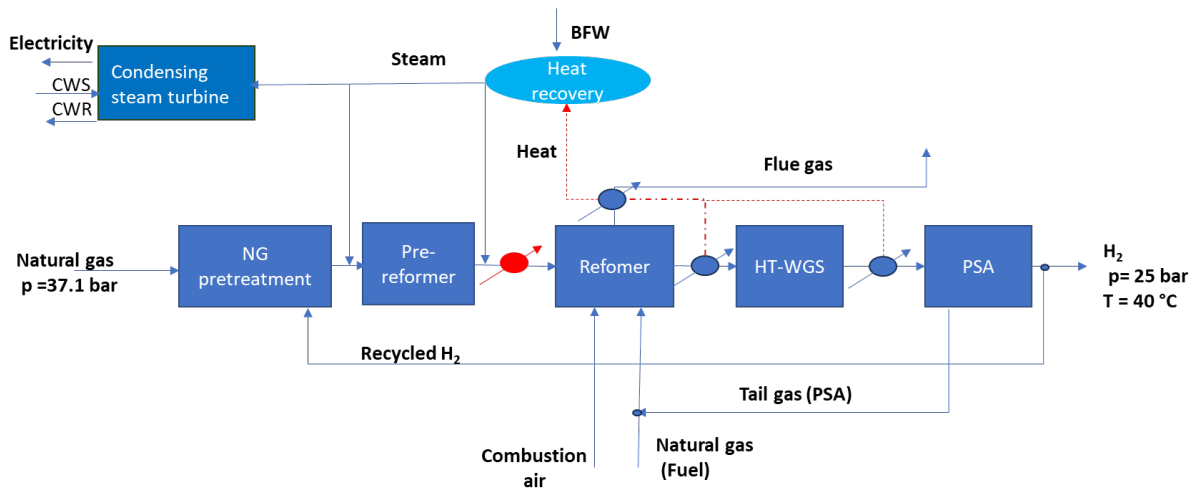 Electricity
CWS
CWR
Condensing
steam turbine
Steam
BFW
Heat
recovery
Heat
Flue gas
Natural gas
p =37.1 bar
NG
pretreatment
Pre-
reformer
Refomer
HT-WGS
PSA
H₂
p= 25 bar
T = 40 °C
Recycled H₂
Tail gas (PSA)
Combustion
air
Natural gas
(Fuel)